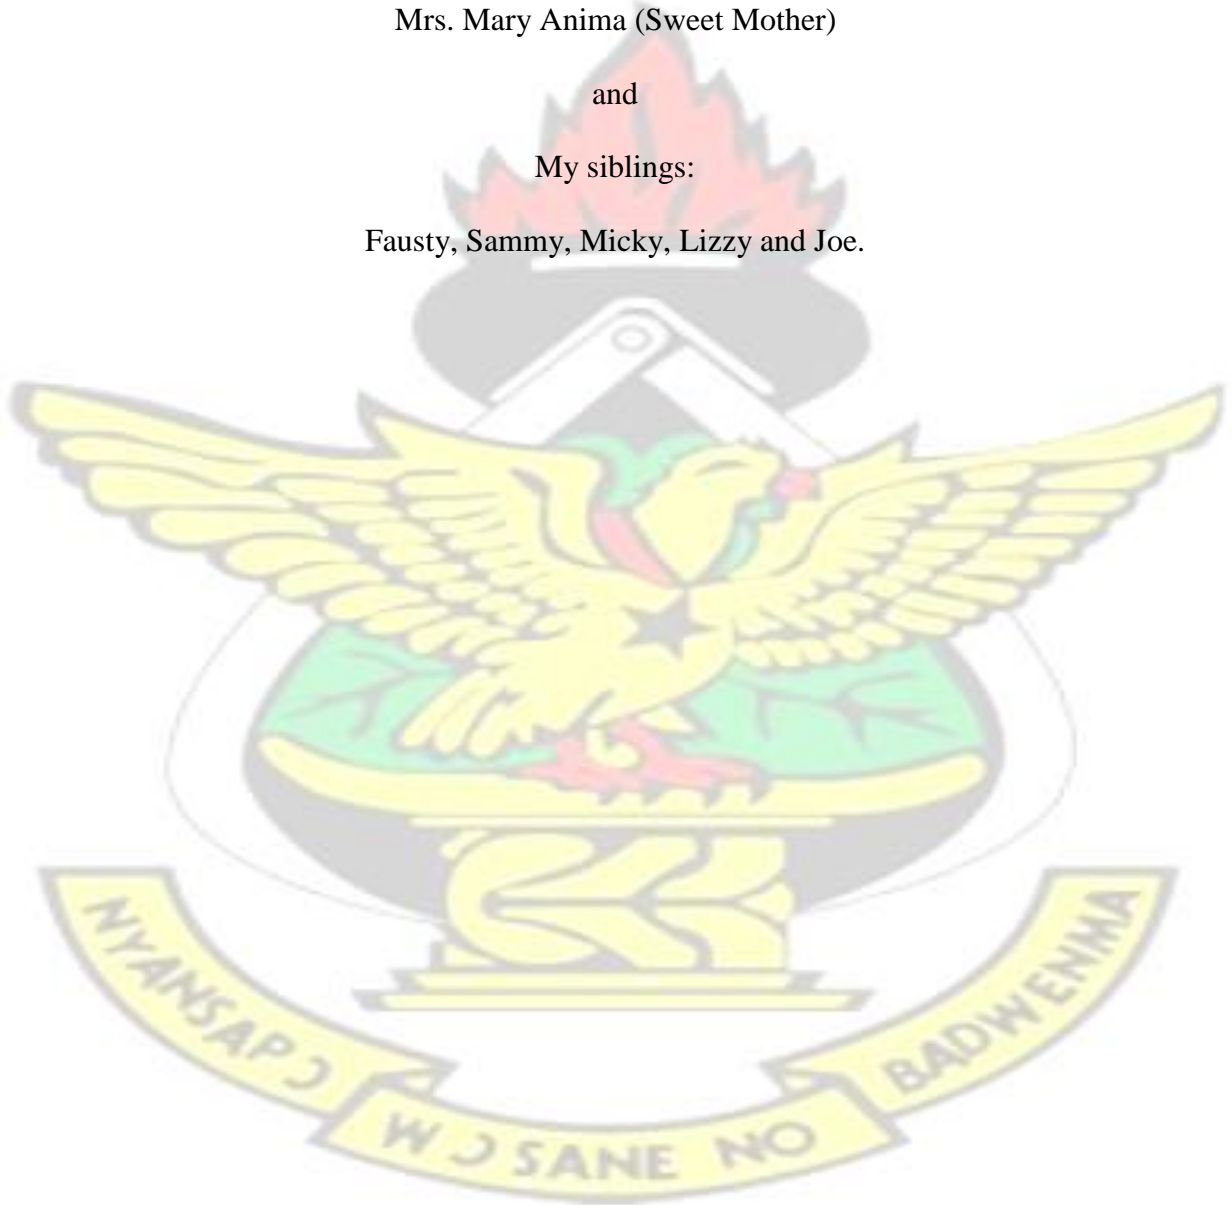 Mrs. Mary Anima (Sweet Mother)
and
My siblings:
Fausty, Sammy, Micky, Lizzy and Joe.
NYANSAPƆ
WƆSANE NO
BADWENMA